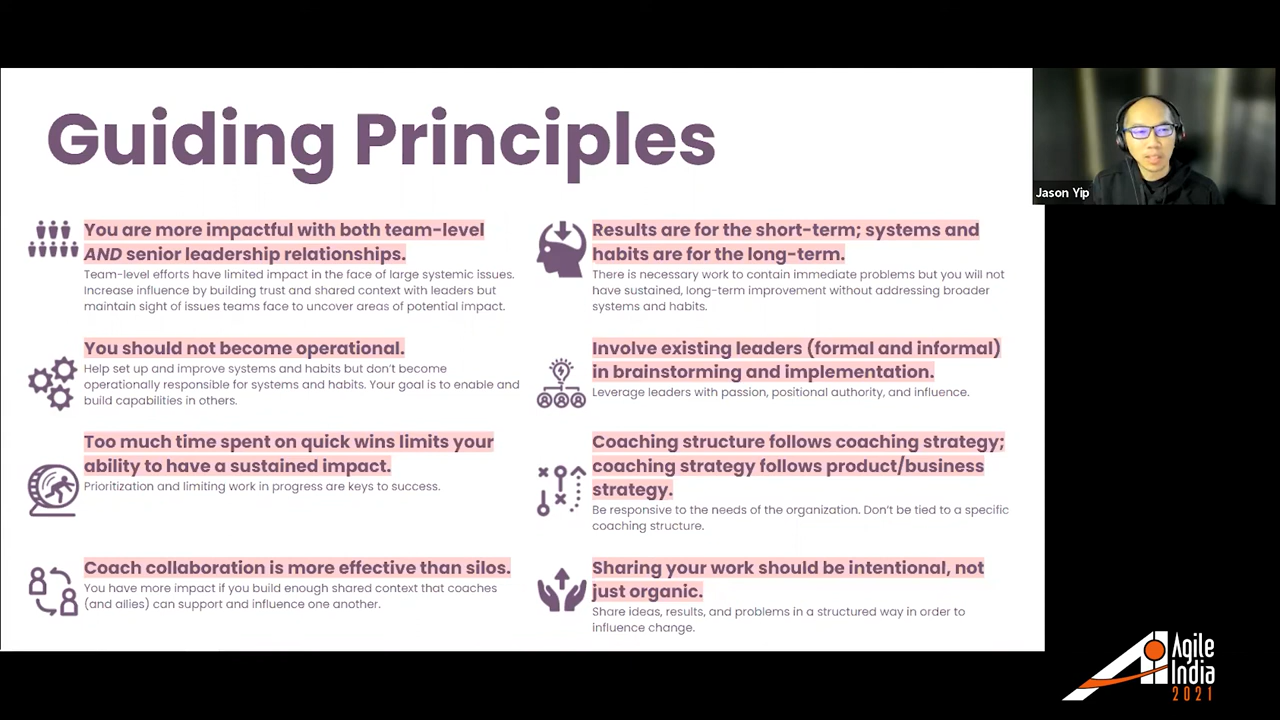 Guiding Principles
You are more impactful with both team-level
AND senior leadership relationships.
Team-level efforts have limited impact in the face of large systemic issues.
Increase influence by building trust and shared context with leaders but
maintain sight of issues teams face to uncover areas of potential impact.
You should not become operational.
Help set up and improve systems and habits but don't become
operationally responsible for systems and habits. Your goal is to enable and
build capabilities in others.
Too much time spent on quick wins limits your
ability to have a sustained impact.
Prioritization and limiting work in progress are keys to success.
Coach collaboration is more effective than silos.
You have more impact if you build enough shared context that coaches
(and allies) can support and influence one another.
Results are for the short-term; systems and
habits are for the long-term.
There is necessary work to contain immediate problems but you will not
have sustained, long-term improvement without addressing broader
systems and habits.
Involve existing leaders (formal and informal)
in brainstorming and implementation.
Leverage leaders with passion, positional authority, and influence.
Coaching structure follows coaching strategy;
coaching strategy follows product/business
strategy.
Be responsive to the needs of the organization. Don't be tied to a specific
coaching structure.
Sharing your work should be intentional, not
just organic.
Share ideas, results, and problems in a structured way in order to
influence change.
Jason Yip
Agile
India
2021